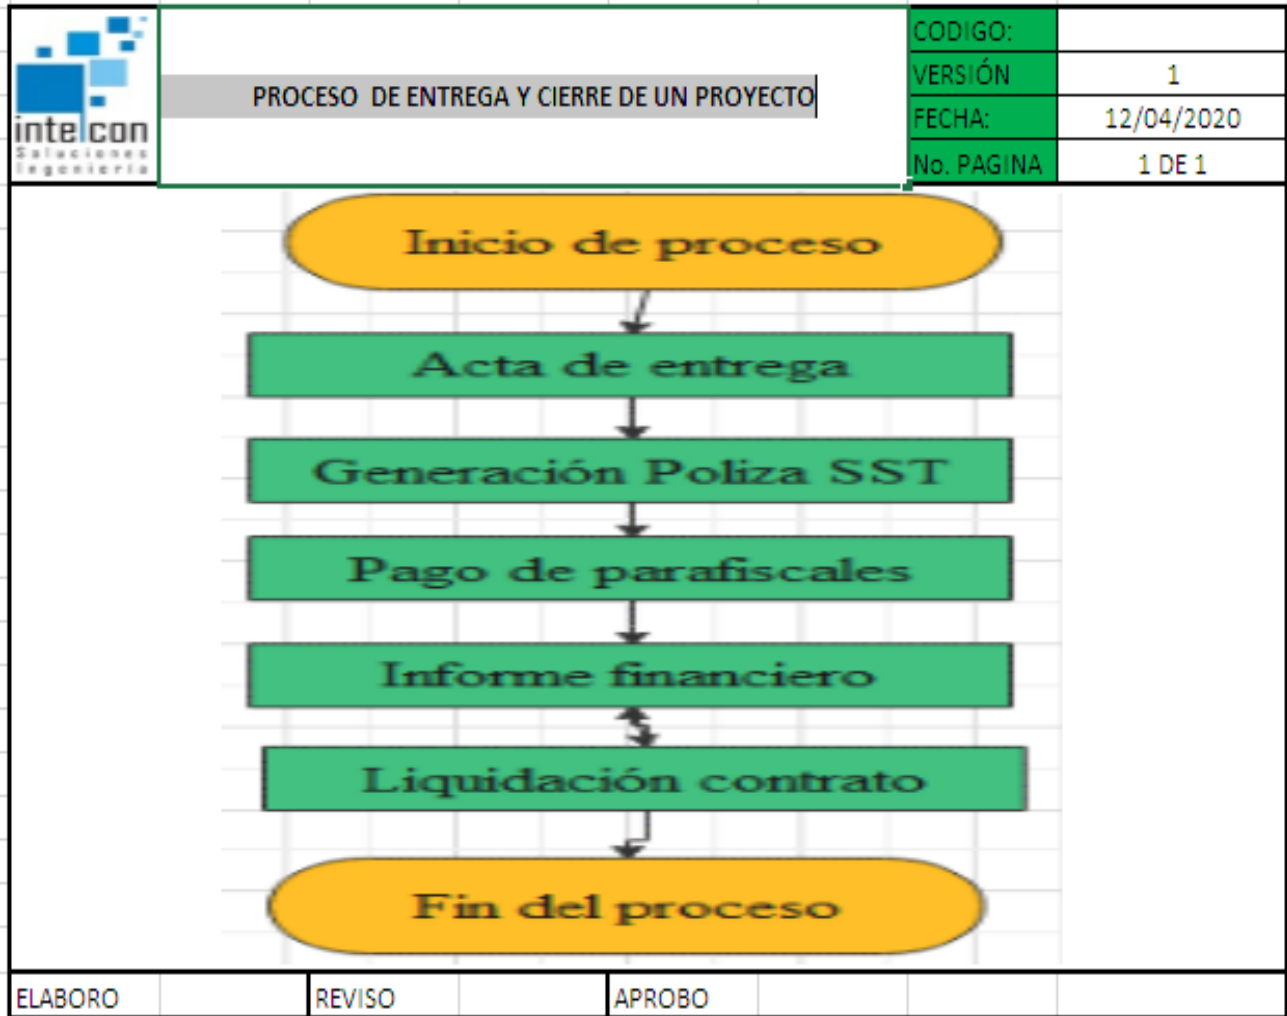 intelcon
Soluciones
Ingeniería
PROCESO DE ENTREGA Y CIERRE DE UN PROYECTO
CODIGO:
VERSIÓN 1
FECHA: 12/04/2020
No. PAGINA 1 DE 1
Inicio de proceso
Acta de entrega
Generación Poliza SST
Pago de parafiscales
Informe financiero
Liquidación contrato
Fin del proceso
ELABORO REVISO APROBO